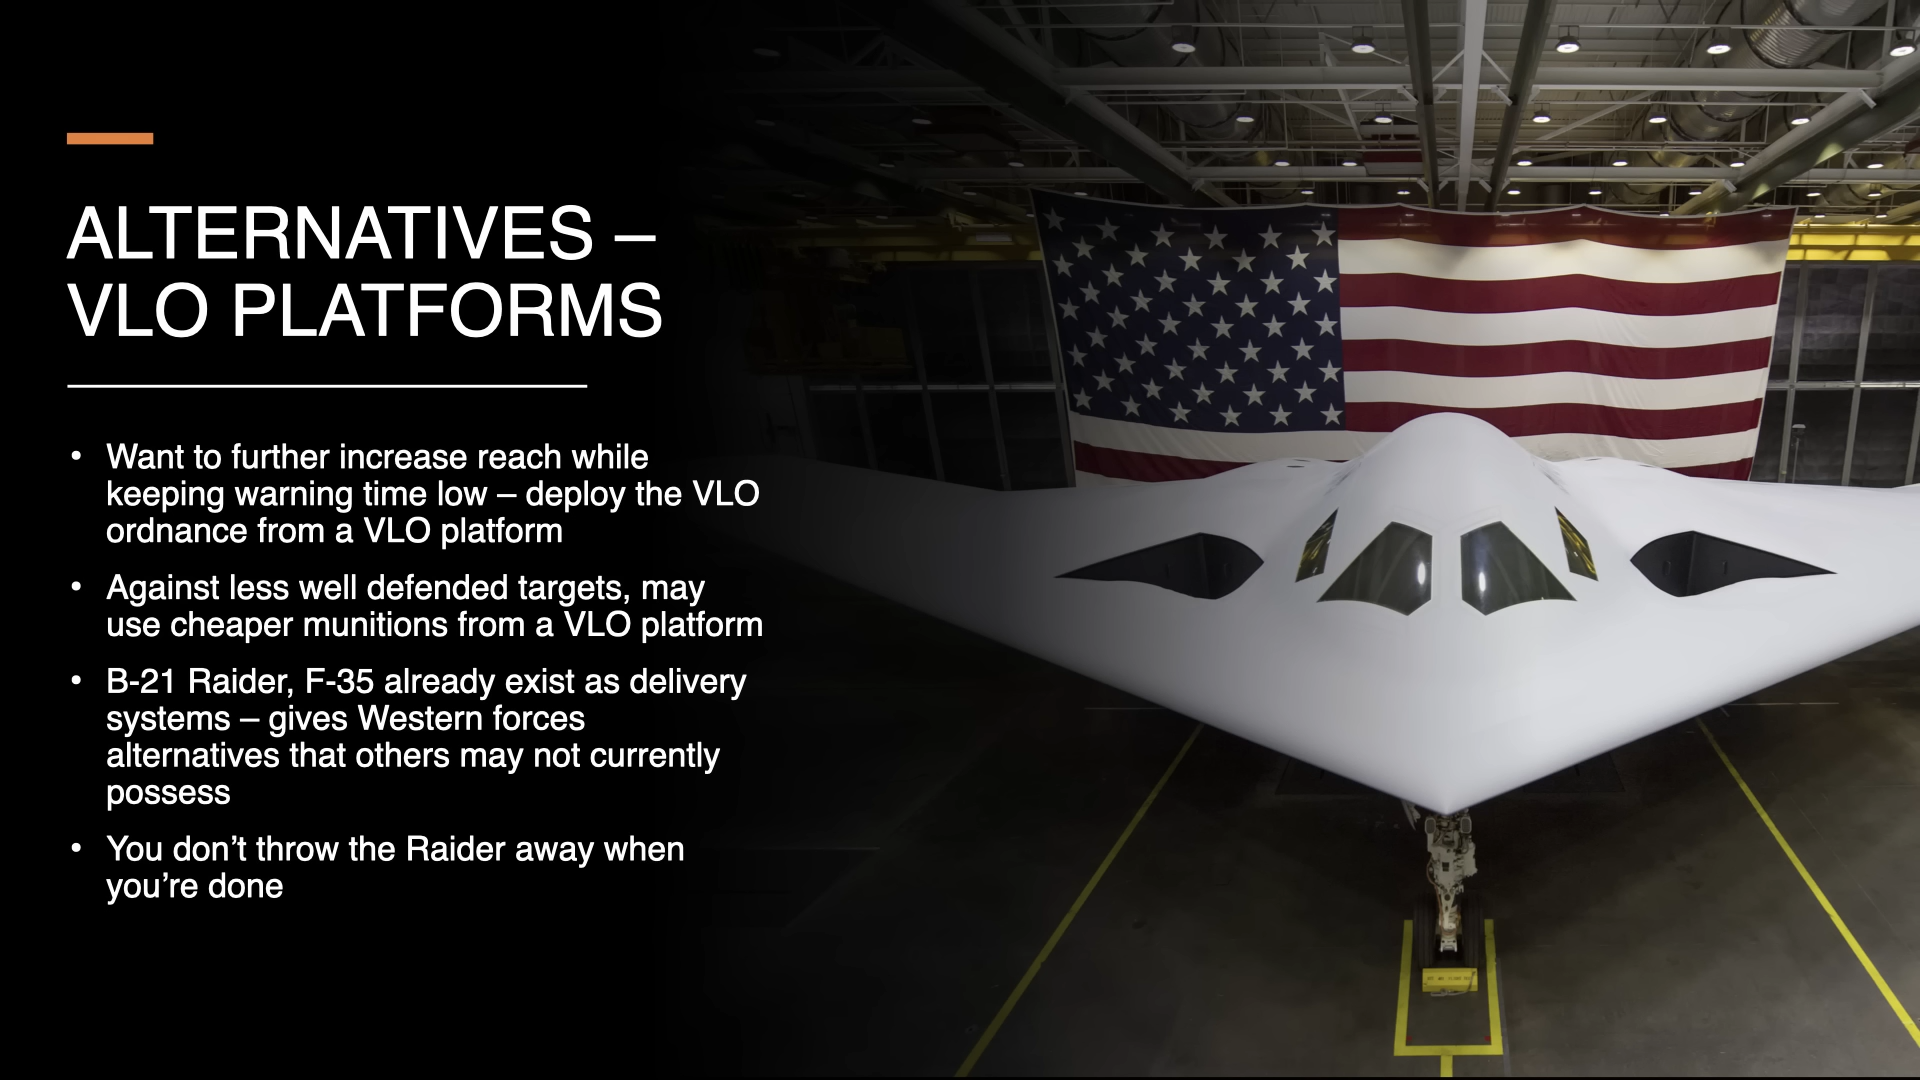 ALTERNATIVES –
VLO PLATFORMS
• Want to further increase reach while
keeping warning time low – deploy the VLO
ordnance from a VLO platform
• Against less well defended targets, may
use cheaper munitions from a VLO platform
• B-21 Raider, F-35 already exist as delivery
systems – gives Western forces
alternatives that others may not currently
possess
• You don’t throw the Raider away when
you’re done